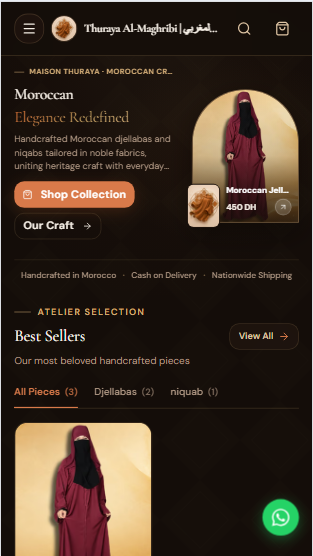 Thuraya Al-Maghribi | المغربي...
MAISON THURAYA · MOROCCAN CR...
Moroccan
Elegance Redefined
Handcrafted Moroccan djellabas and
niqabs tailored in noble fabrics,
uniting heritage craft with everyday...
Shop Collection
Our Craft →
Moroccan Jell...
450 DH
Handcrafted in Morocco · Cash on Delivery · Nationwide Shipping
ATELIER SELECTION
Best Sellers
View All →
Our most beloved handcrafted pieces
All Pieces (3) Djellabas (2) niquab (1)